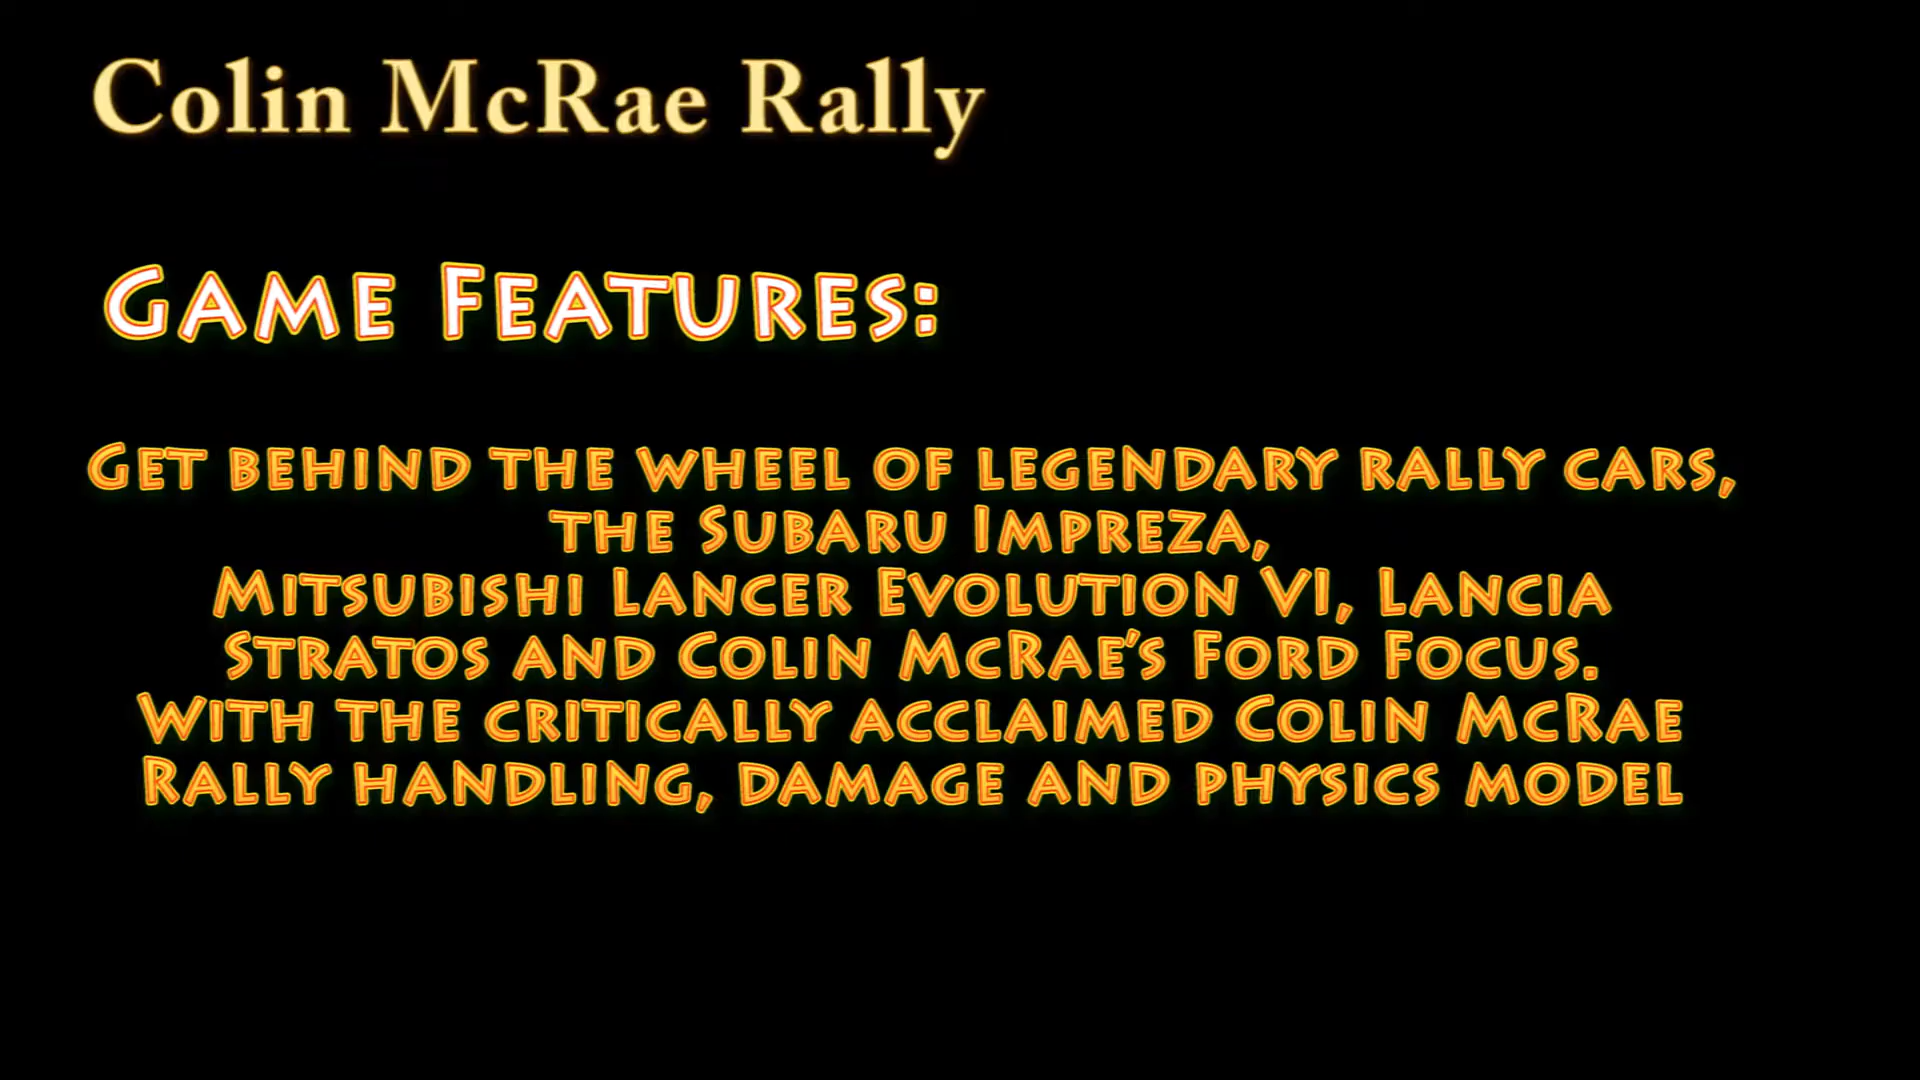 Colin McRae Rally
Game Features:
Get behind the wheel of legendary rally cars,
the Subaru Impreza,
Mitsubishi Lancer Evolution VI, Lancia
Stratos and Colin McRae's Ford Focus.
With the critically acclaimed Colin McRae
Rally handling, damage and physics model